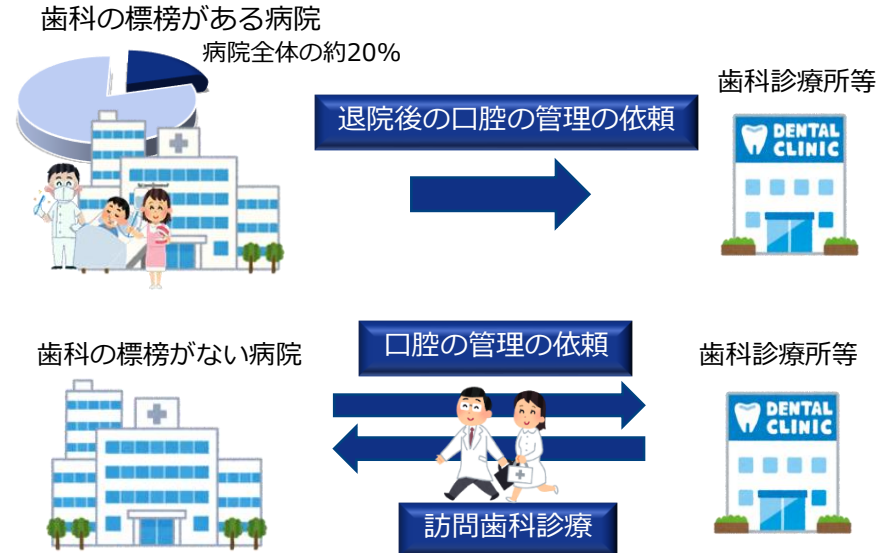 歯科の標榜がある病院
病院全体の約20%
歯科診療所等
退院後の口腔の管理の依頼
DENTAL
CLINIC
歯科の標榜がない病院
口腔の管理の依頼
歯科診療所等
DENTAL
CLINIC
訪問歯科診療